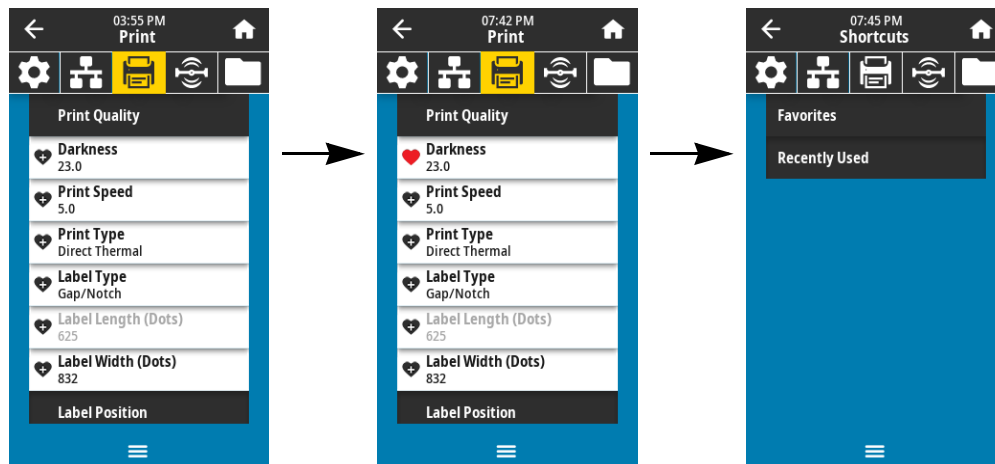 03:55 PM
Print
Print Quality
Darkness
23.0
Print Speed
5.0
Print Type
Direct Thermal
Label Type
Gap/Notch
Label Length (Dots)
625
Label Width (Dots)
832
Label Position
07:42 PM
Print
Print Quality
Darkness
23.0
Print Speed
5.0
Print Type
Direct Thermal
Label Type
Gap/Notch
Label Length (Dots)
625
Label Width (Dots)
832
Label Position
07:45 PM
Shortcuts
Favorites
Recently Used